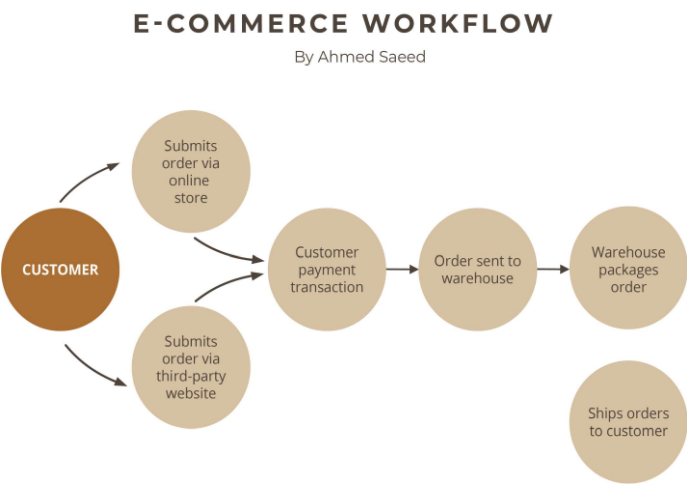 E-COMMERCE WORKFLOW
By Ahmed Saeed
Submits
order via
online
store
CUSTOMER
Submits
order via
third-party
website
Customer
payment
transaction
Order sent to
warehouse
Warehouse
packages
order
Ships orders
to customer